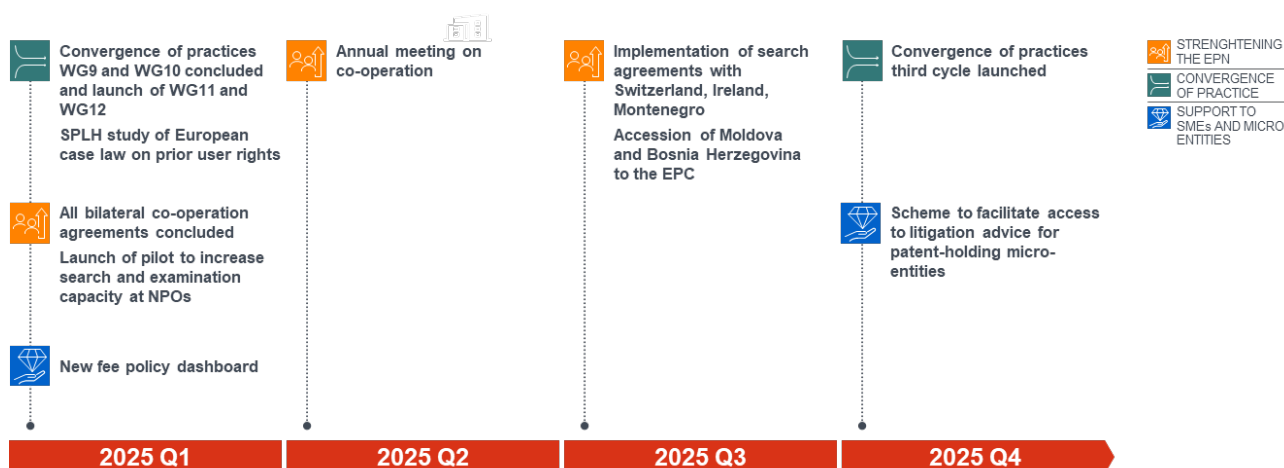 Convergence of practices
WG9 and WG10 concluded
and launch of WG11 and
WG12
SPLH study of European
case law on prior user rights
All bilateral co-operation
agreements concluded
Launch of pilot to increase
search and examination
capacity at NPOs
New fee policy dashboard
Annual meeting on
co-operation
Implementation of search
agreements with
Switzerland, Ireland,
Montenegro
Accession of Moldova
and Bosnia Herzegovina
to the EPC
Convergence of practices
third cycle launched
Scheme to facilitate access
to litigation advice for
patent-holding micro-
entities
STRENGHTENING
THE EPN
CONVERGENCE
OF PRACTICE
SUPPORT TO
SMEs AND MICRO
ENTITIES
2025 Q1
2025 Q2
2025 Q3
2025 Q4